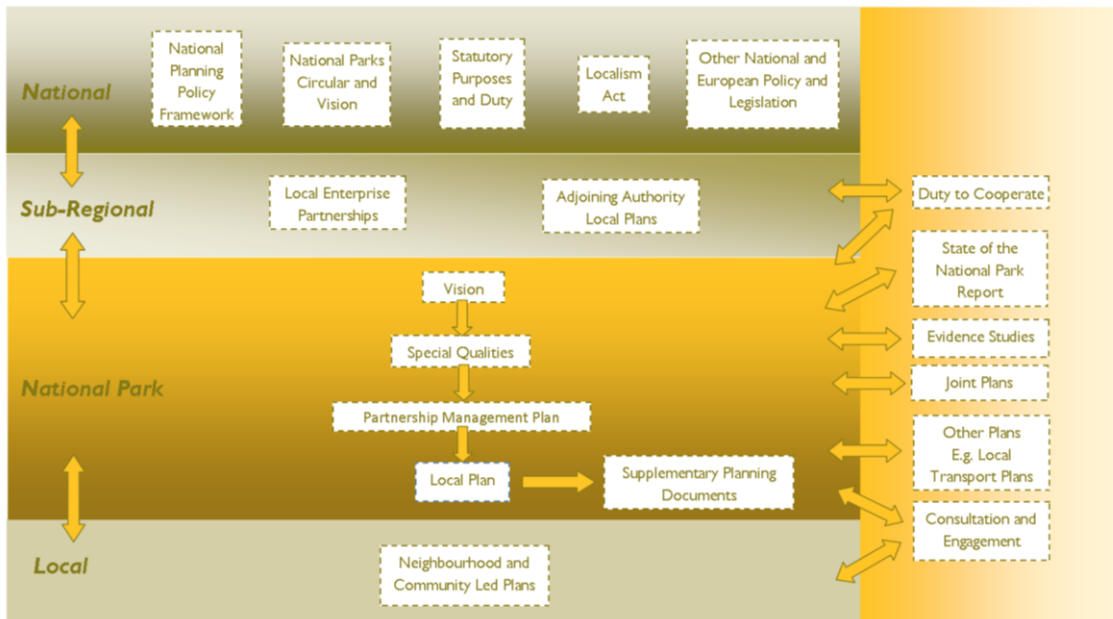 National
National
Planning
Policy
Framework
National Parks
Circular and
Vision
Statutory
Purposes
and Duty
Localism
Act
Other National and
European Policy and
Legislation
Sub-Regional
Local Enterprise
Partnerships
Adjoining Authority
Local Plans
Duty to Cooperate
State of the
National Park
Report
National Park
Vision
Special Qualities
Partnership Management Plan
Local Plan
Supplementary Planning
Documents
Evidence Studies
Joint Plans
Other Plans
E.g. Local
Transport Plans
Consultation and
Engagement
Local
Neighbourhood and
Community Led Plans